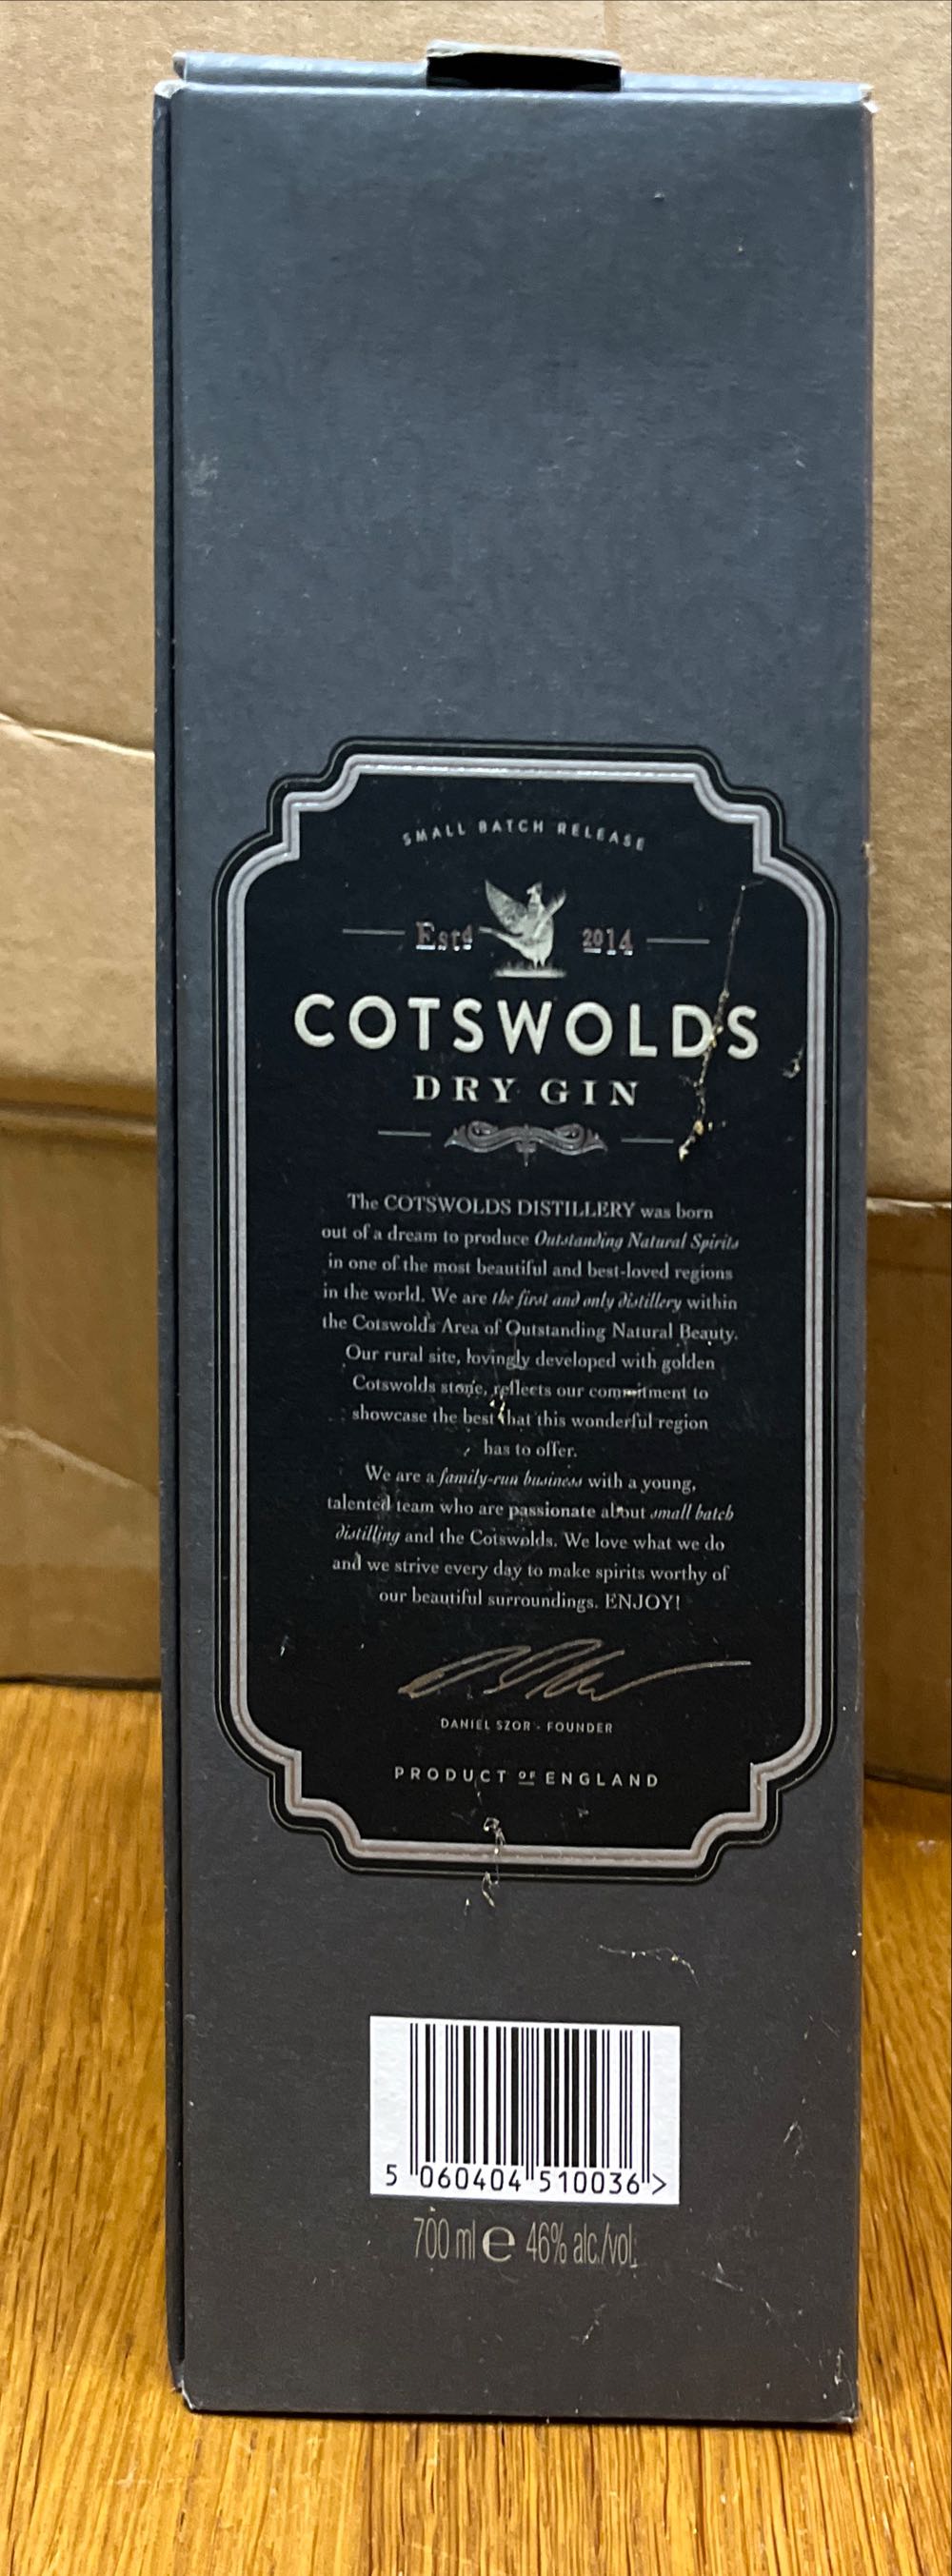 SMALL BATCH RELEASE
Estd 2014
COTSWOLDS
DRY GIN
The COTSWOLDS DISTILLERY was born
out of a dream to produce Outstanding Natural Spirits
in one of the most beautiful and best-loved regions
in the world. We are the first and only distillery within
the Cotswolds Area of Outstanding Natural Beauty.
Our rural site, lovingly developed with golden
Cotswolds stone, reflects our commitment to
showcase the best that this wonderful region
has to offer.
We are a family-run business with a young,
talented team who are passionate about small batch
distilling and the Cotswolds. We love what we do
and we strive every day to make spirits worthy of
our beautiful surroundings. ENJOY!
DANIEL SZOR - FOUNDER
PRODUCT OF ENGLAND
5 060404 510036 >
700 ml e 46% alc./vol.